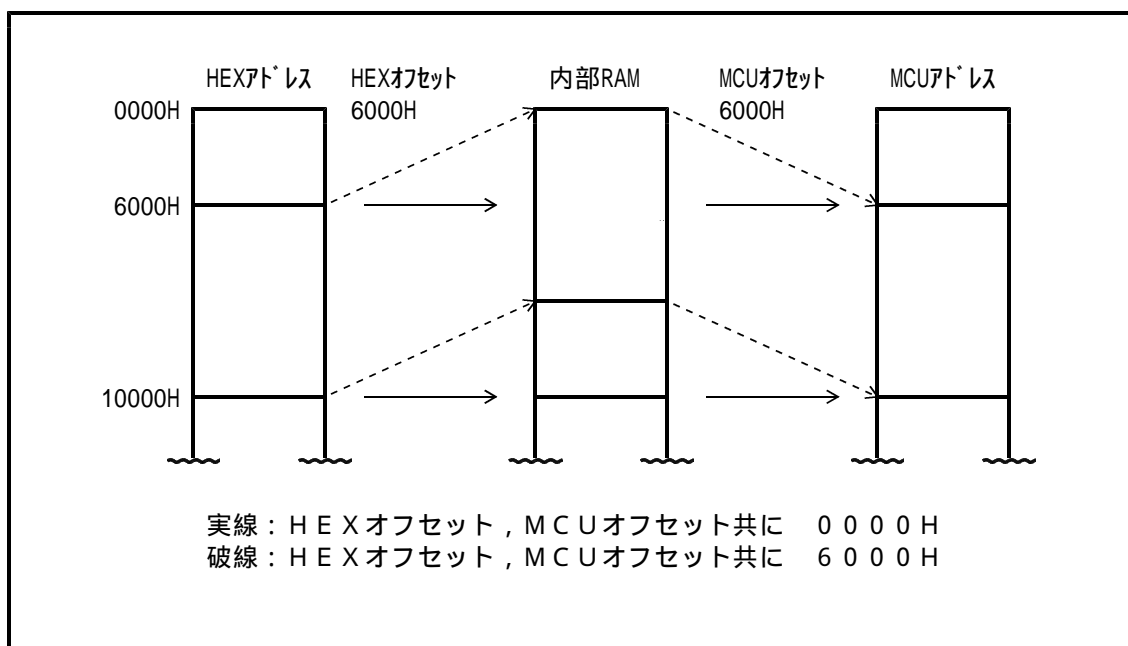 HEXｱﾄﾞﾚｽ HEXｵﾌｾｯﾄ 内部RAM MCUｵﾌｾｯﾄ MCUｱﾄﾞﾚｽ
0000H 6000H 6000H
6000H
10000H
実線：ＨＥＸオフセット，ＭＣＵオフセット共に　００００Ｈ
破線：ＨＥＸオフセット，ＭＣＵオフセット共に　６０００Ｈ